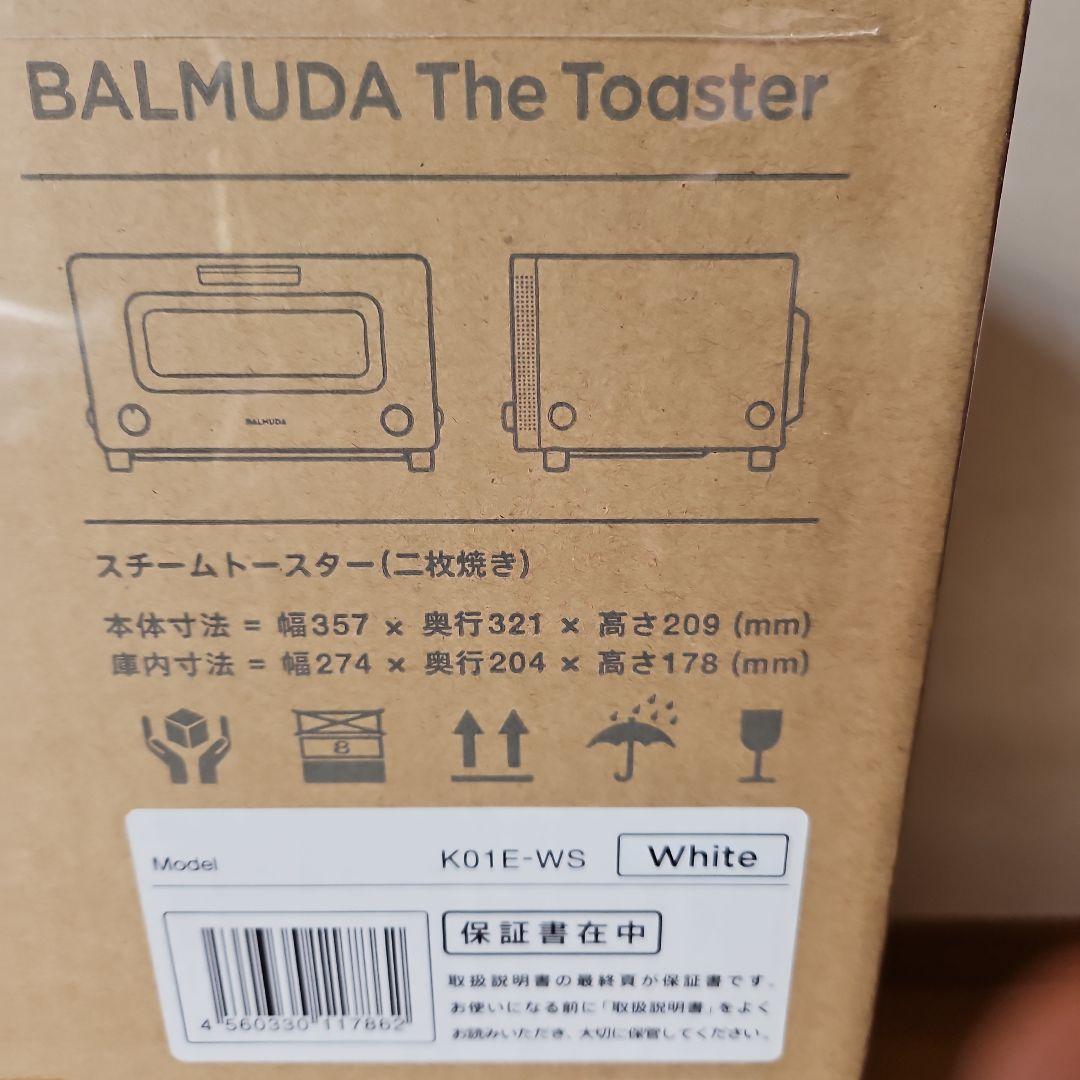 BALMUDA The Toaster
BALMUDA
スチームトースター(二枚焼き)
本体寸法 = 幅357 × 奥行321 × 高さ209 (mm)
庫内寸法 = 幅274 × 奥行204 × 高さ178 (mm)
8
Model K01E-WS White
保証書在中
取扱説明書の最終頁が保証書です。
お使いになる前に「取扱説明書」をよく
お読みいただき、大切に保管してください。
4 560330 117862